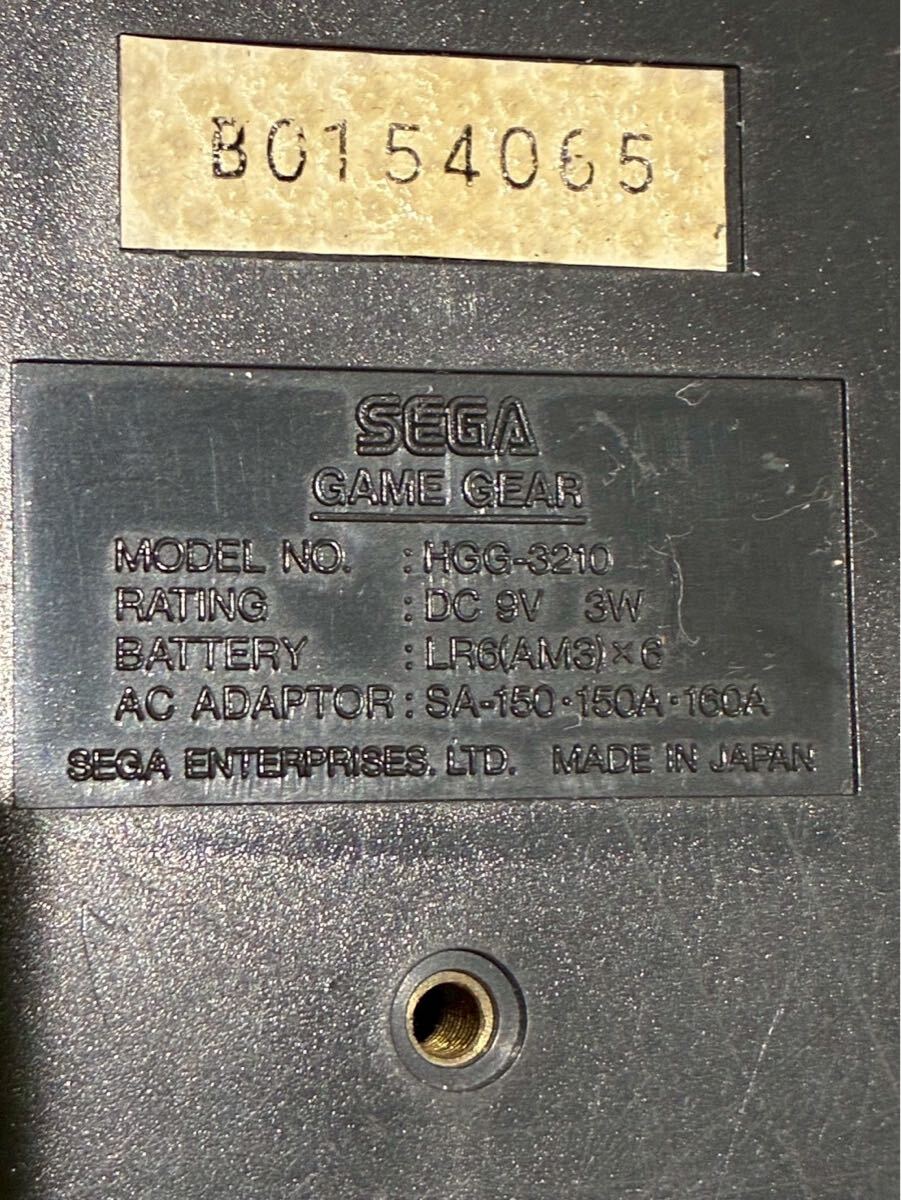 B0154065
SEGA
GAME GEAR
MODEL NO. : HGG-3210
RATING : DC 9V 3W
BATTERY : LR6(AM3)×6
AC ADAPTOR : SA-150·150A·160A
SEGA ENTERPRISES, LTD. MADE IN JAPAN